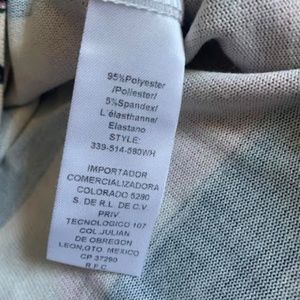 95%Polyester
/Poliester/
5%Spandex/
L'élasthanne/
Elastano
STYLE:
339-514-590WH
IMPORTADOR
COMERCIALIZADORA
COLORADO 5280
S. DE R.L. DE C.V
PRIV
TECNOLOGICO 107
COL JULIAN
DE OBREGON
LEON,GTO. MEXICO
CP 37290
R.F.C